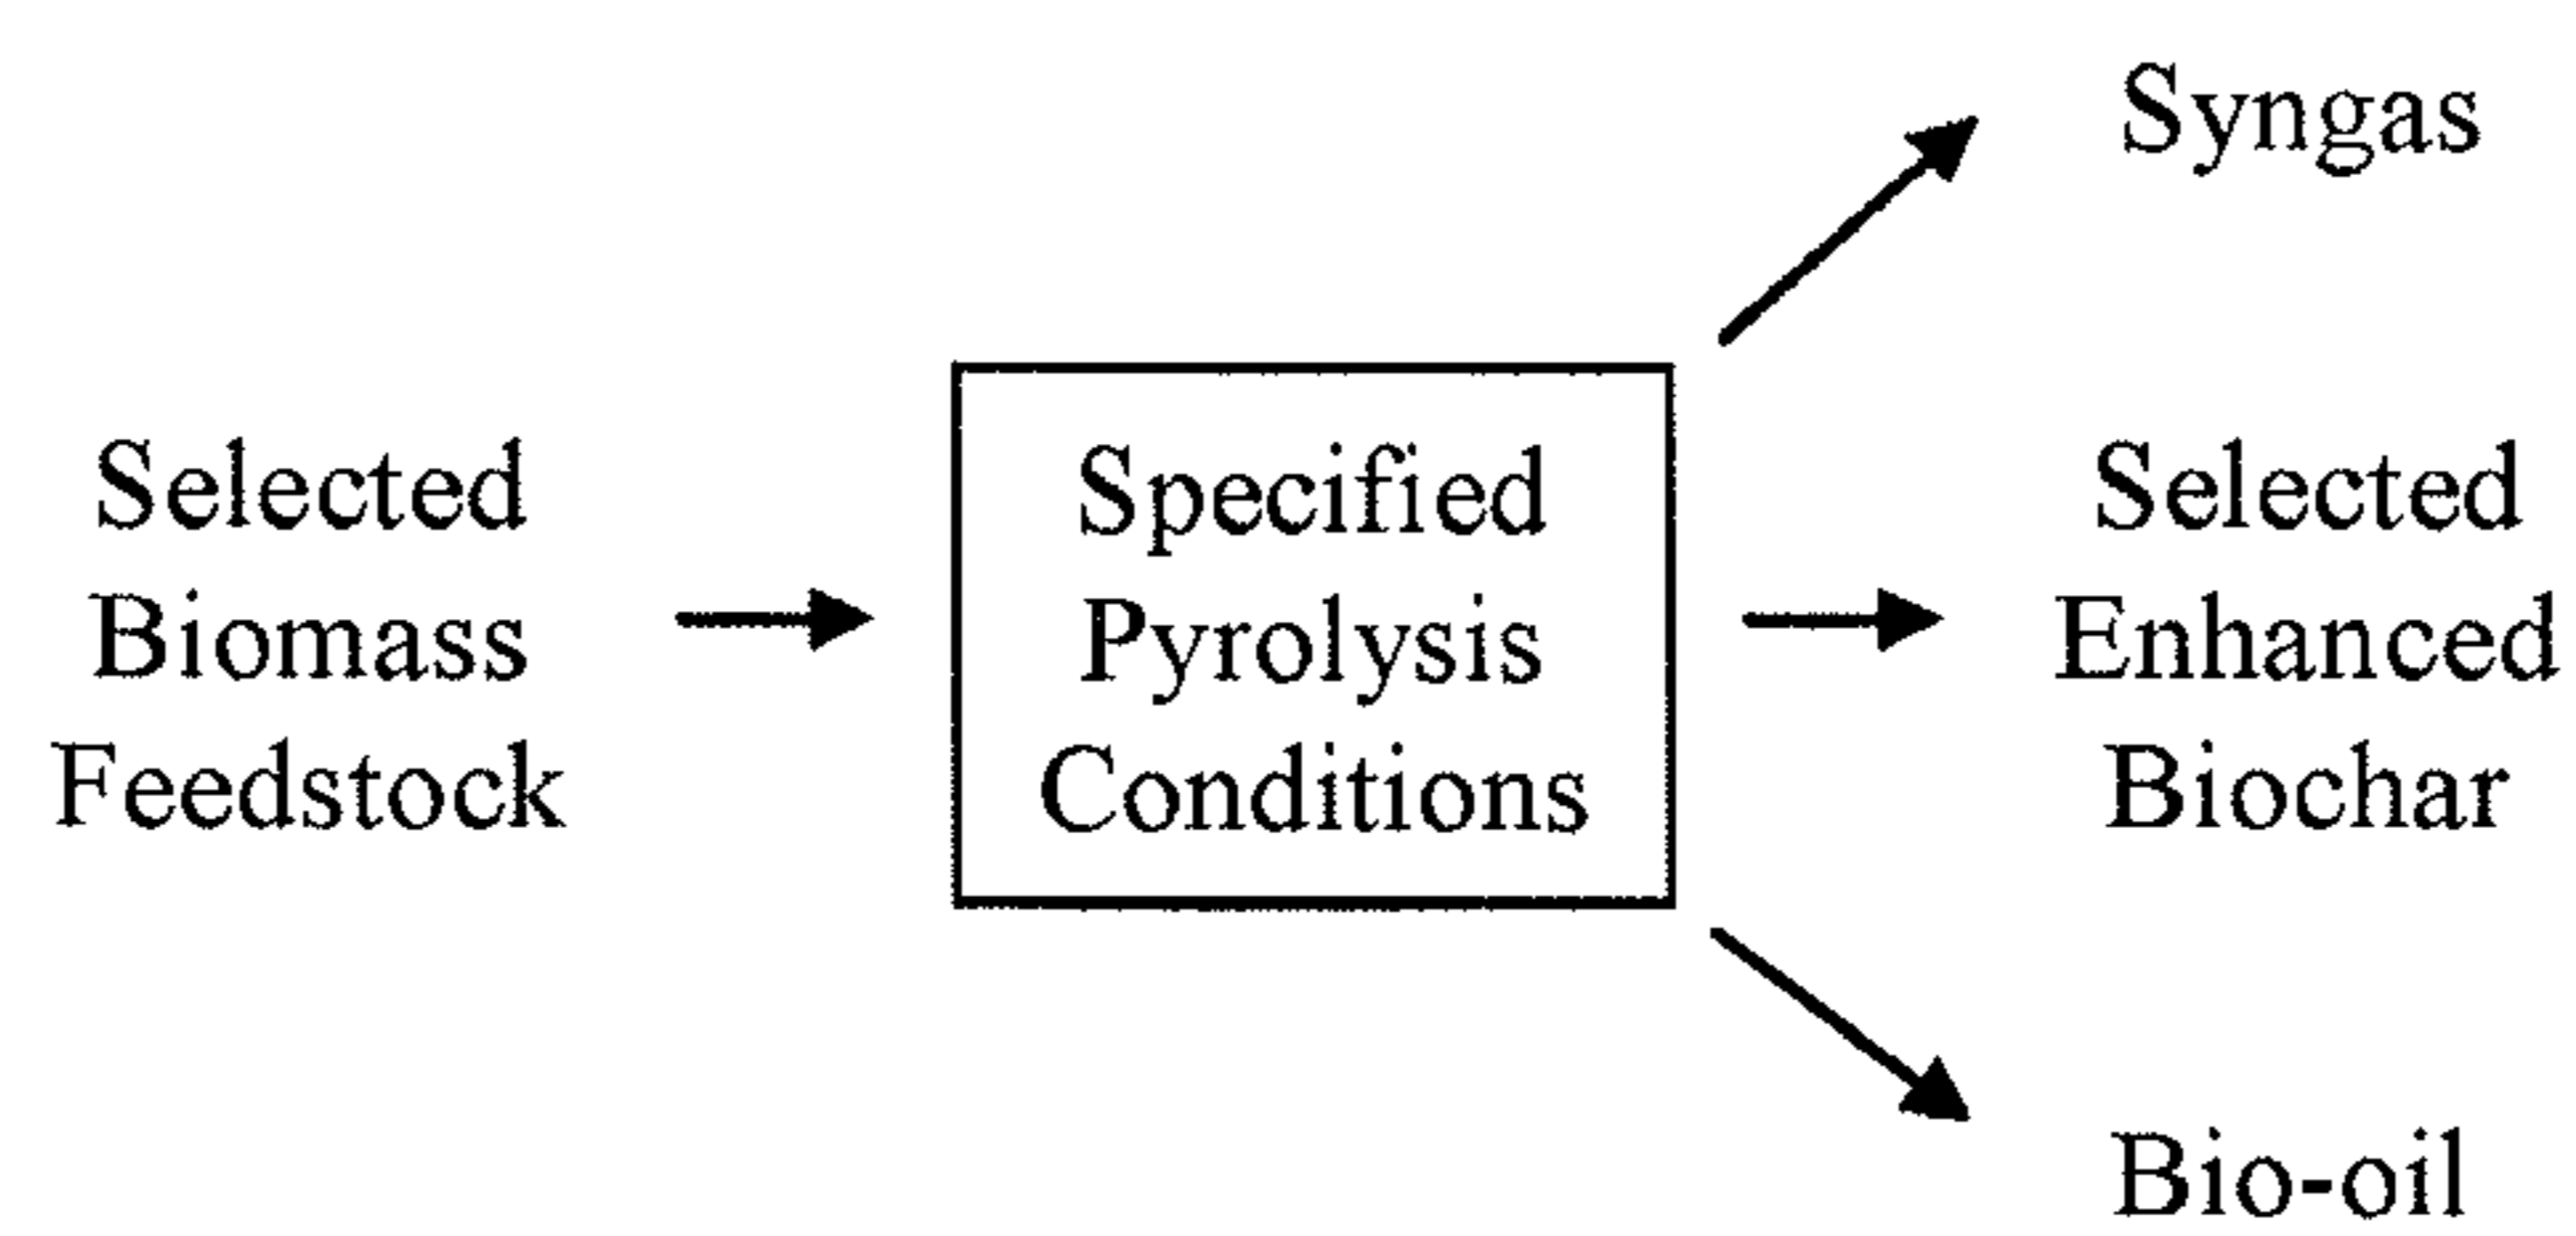 Selected
Biomass
Feedstock
Specified
Pyrolysis
Conditions
Syngas
Selected
Enhanced
Biochar
Bio-oil